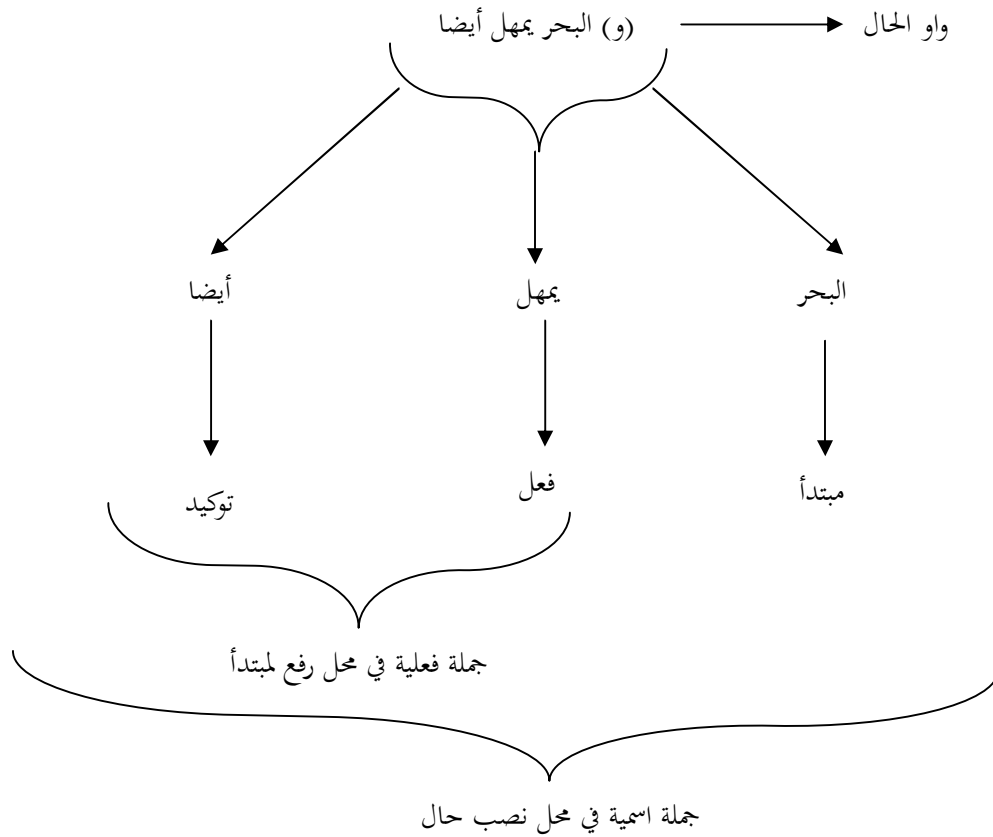 (و) البحر يمهل أيضا واو الحال
البحر يمهل أيضا
مبتدأ فعل توكيد
جملة فعلية في محل رفع لمبتدأ
جملة اسمية في محل نصب حال